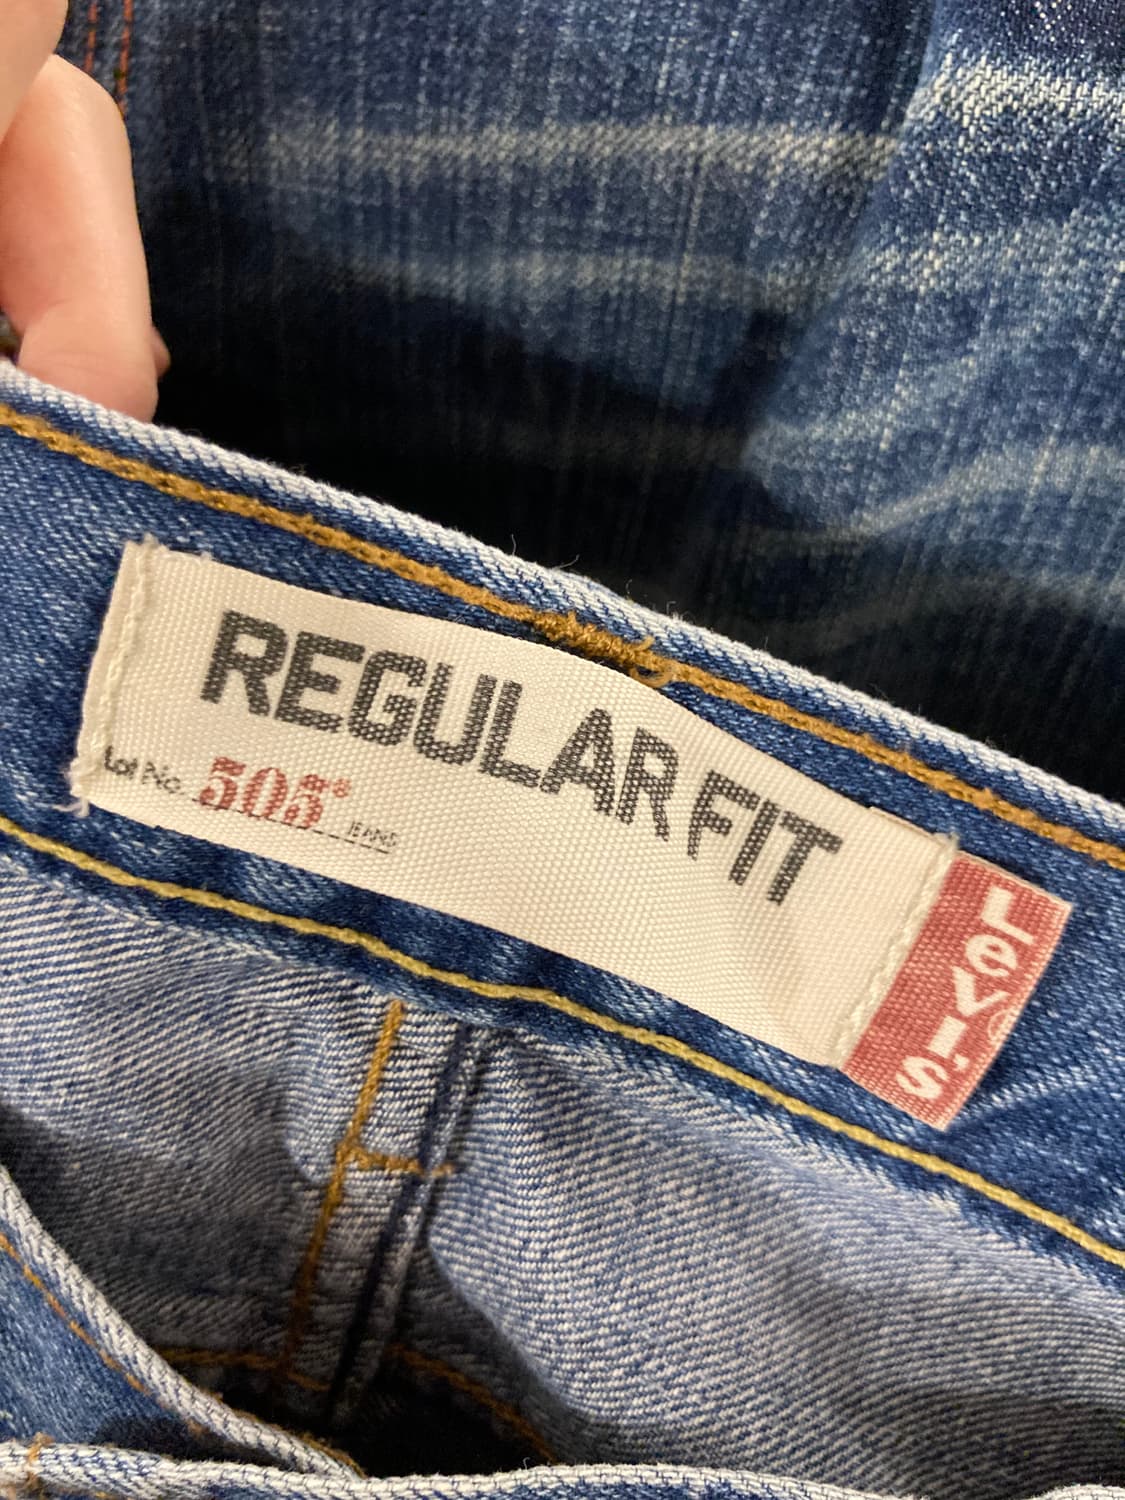 REGULAR FIT
Lot No. 505® JEANS
Levi's®